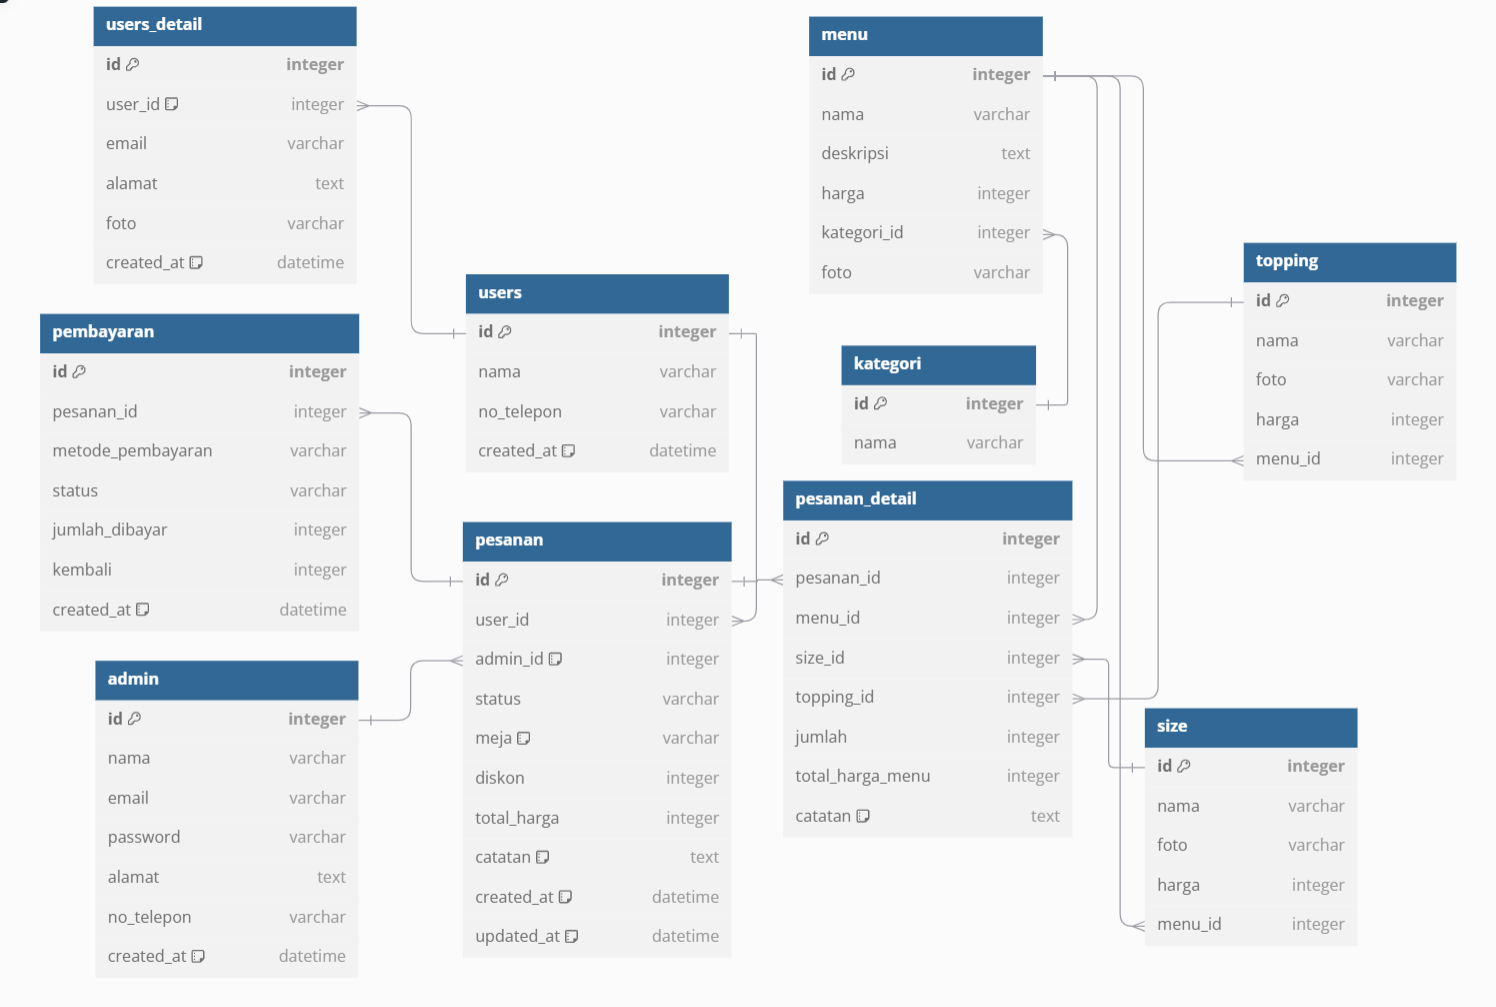 users_detail
id integer
user_id integer
email varchar
alamat text
foto varchar
created_at datetime
pembayaran
id integer
pesanan_id integer
metode_pembayaran varchar
status varchar
jumlah_dibayar integer
kembali integer
created_at datetime
admin
id integer
nama varchar
email varchar
password varchar
alamat text
no_telepon varchar
created_at datetime
users
id integer
nama varchar
no_telepon varchar
created_at datetime
pesanan
id integer
user_id integer
admin_id integer
status varchar
meja varchar
diskon integer
total_harga integer
catatan text
created_at datetime
updated_at datetime
menu
id integer
nama varchar
deskripsi text
harga integer
kategori_id integer
foto varchar
kategori
id integer
nama varchar
pesanan_detail
id integer
pesanan_id integer
menu_id integer
size_id integer
topping_id integer
jumlah integer
total_harga_menu integer
catatan text
topping
id integer
nama varchar
foto varchar
harga integer
menu_id integer
size
id integer
nama varchar
foto varchar
harga integer
menu_id integer